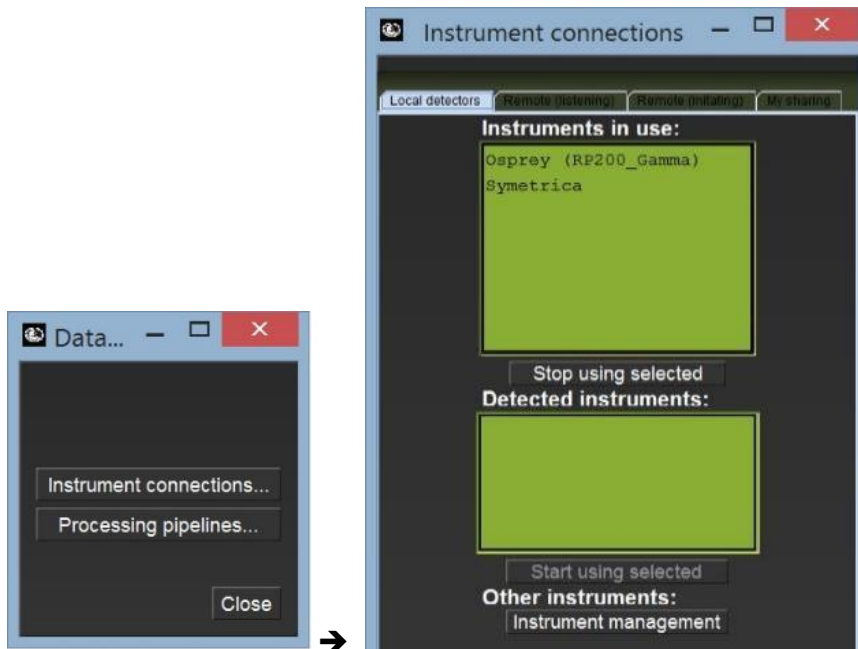 Data...
Instrument connections...
Processing pipelines...
Close
➔
Instrument connections
Local detectors Remote (listening) Remote (initiating) My sharing
Instruments in use:
Osprey (RP200_Gamma)
Symetrica
Stop using selected
Detected instruments:
Start using selected
Other instruments:
Instrument management